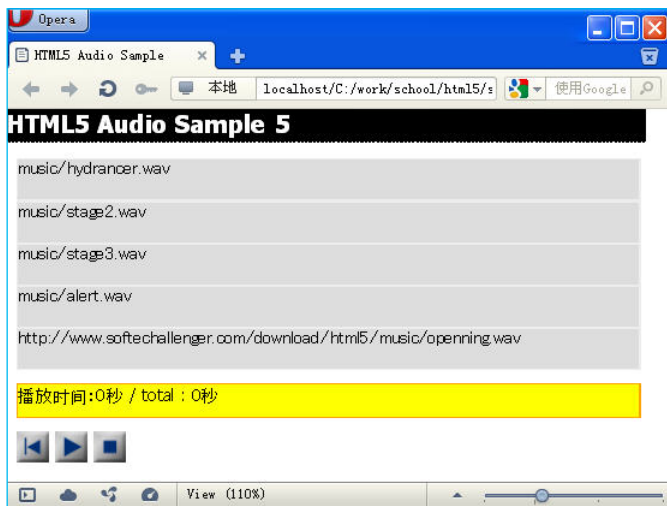 Opera
HTML5 Audio Sample
本地 localhost/C:/work/school/html5/s 使用Google
HTML5 Audio Sample 5
music/hydrancer.wav
music/stage2.wav
music/stage3.wav
music/alert.wav
http://www.softechallenger.com/download/html5/music/openning.wav
播放时间:0秒 / total : 0秒
View (110%)